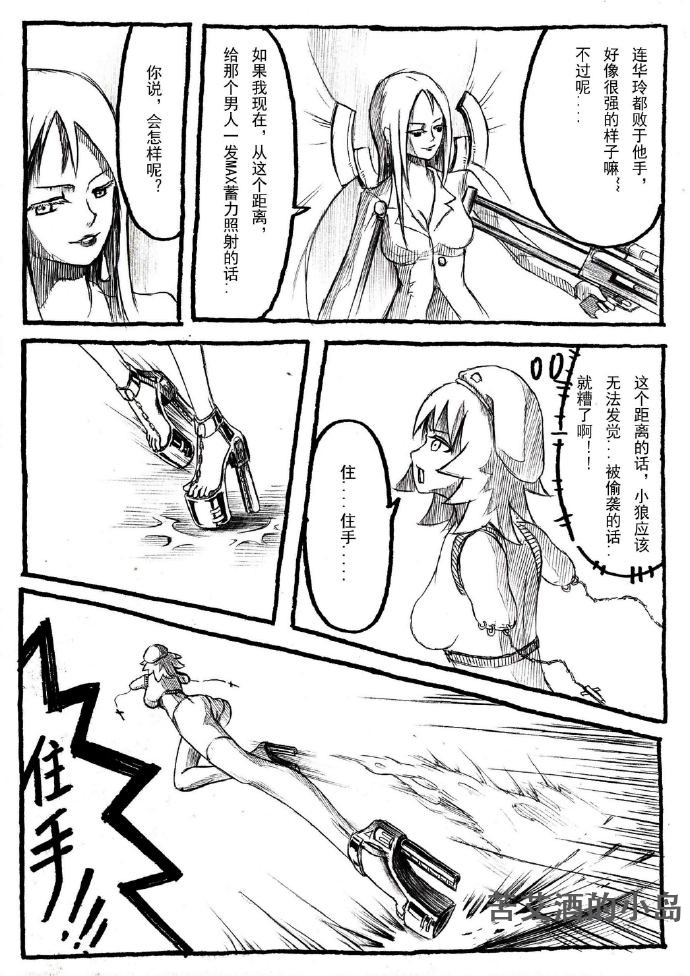 连华玲都败于他手，
好像很强的样子嘛~~
不过呢....
如果我现在，从这个距离，
给那个男人一发MAX蓄力照射的话..
你说，会怎样呢？
这个距离的话，小狼应该
无法发觉...被偷袭的话..
就糟了啊!!
住...住手.....
住手!!!
苦艾酒的小岛